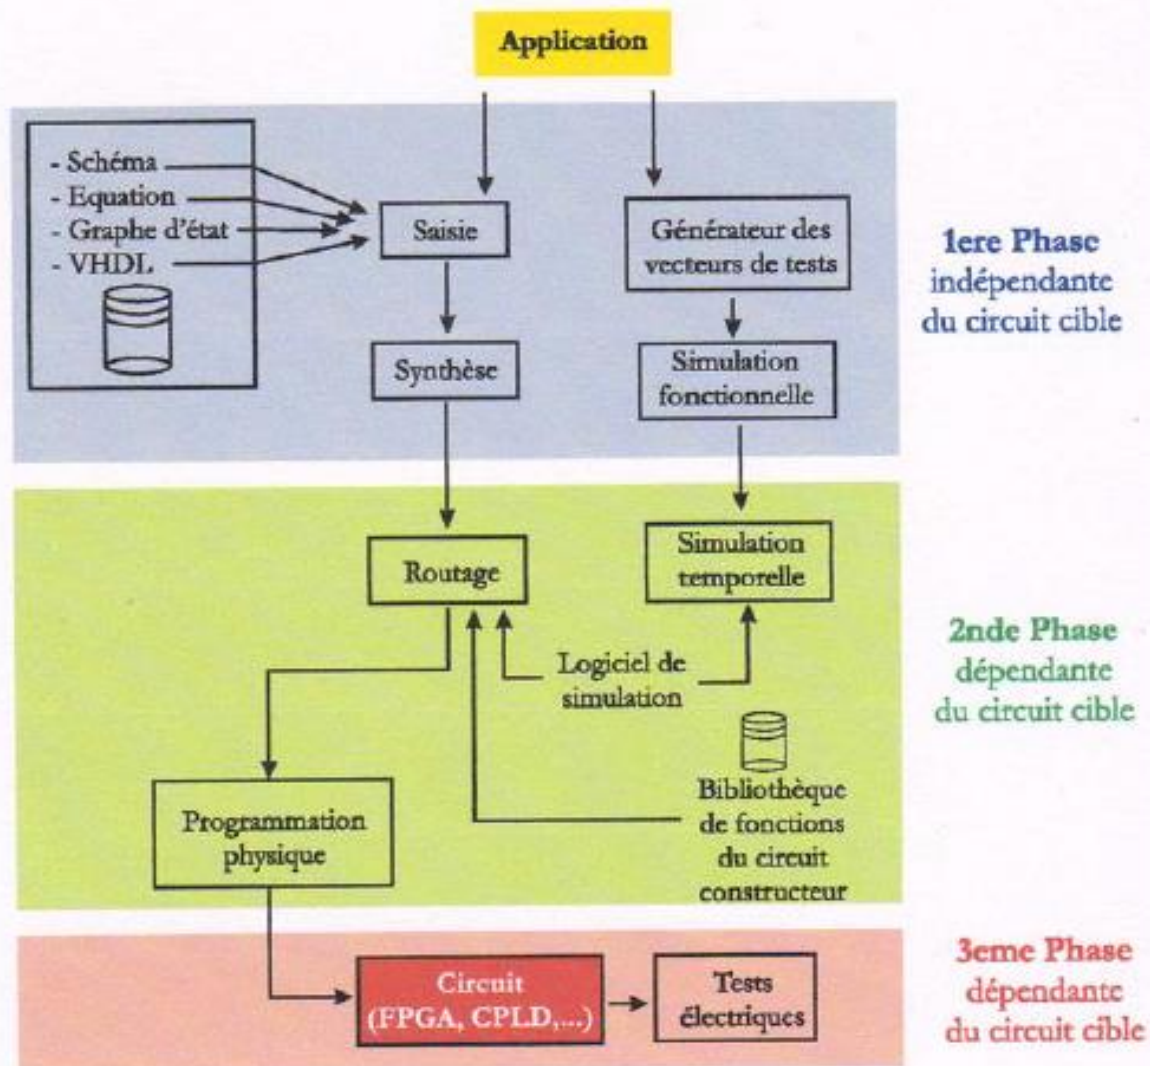 Application
- Schéma
- Equation
- Graphe d'état
- VHDL
Saisie
Générateur des
vecteurs de tests
1ere Phase
indépendante
du circuit cible
Synthèse
Simulation
fonctionnelle
Routage
Simulation
temporelle
Logiciel de
simulation
2nde Phase
dépendante
du circuit cible
Programmation
physique
Bibliothèque
de fonctions
du circuit
constructeur
Circuit
(FPGA, CPLD,...)
Tests
électriques
3eme Phase
dépendante
du circuit cible